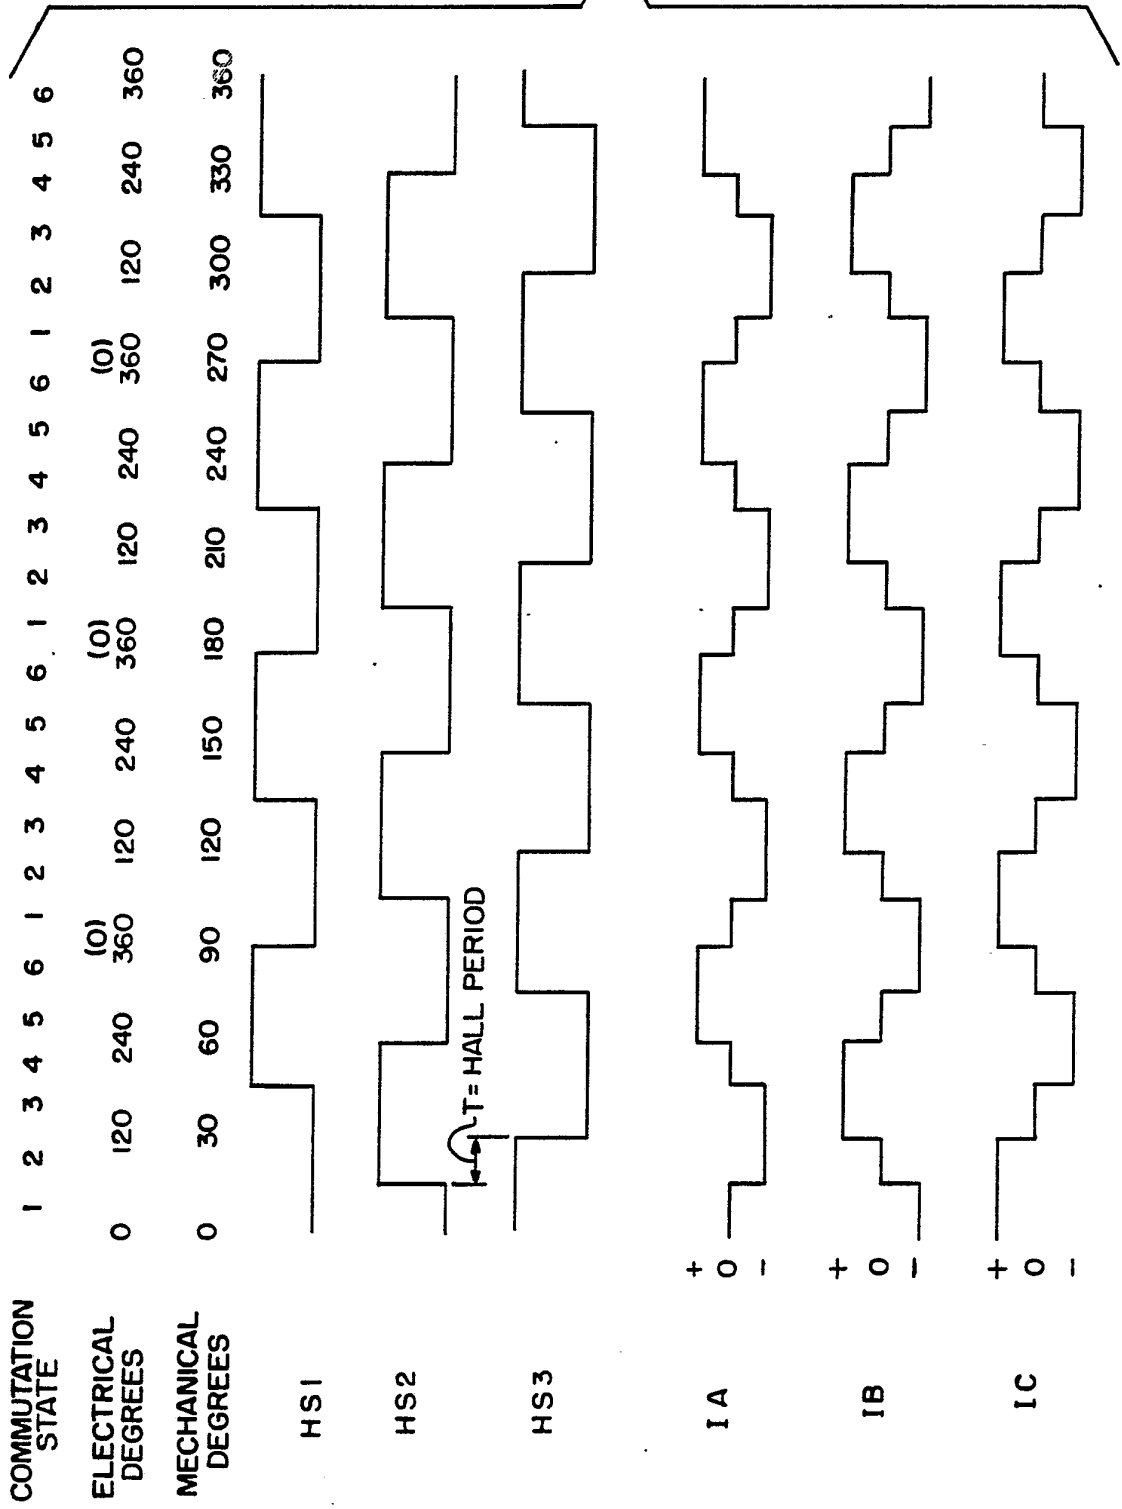 COMMUTATION
STATE
1 2 3 4 5 6 1 2 3 4 5 6 1 2 3 4 5 6 1 2 3 4 5 6
ELECTRICAL
DEGREES
(0) (0) (0)
0 120 240 360 120 240 360 120 240 360 120 240 360
MECHANICAL
DEGREES
0 30 60 90 120 150 180 210 240 270 300 330 360
HS1
HS2
T= HALL PERIOD
HS3
+
0
−
IA
+
0
−
IB
+
0
−
IC